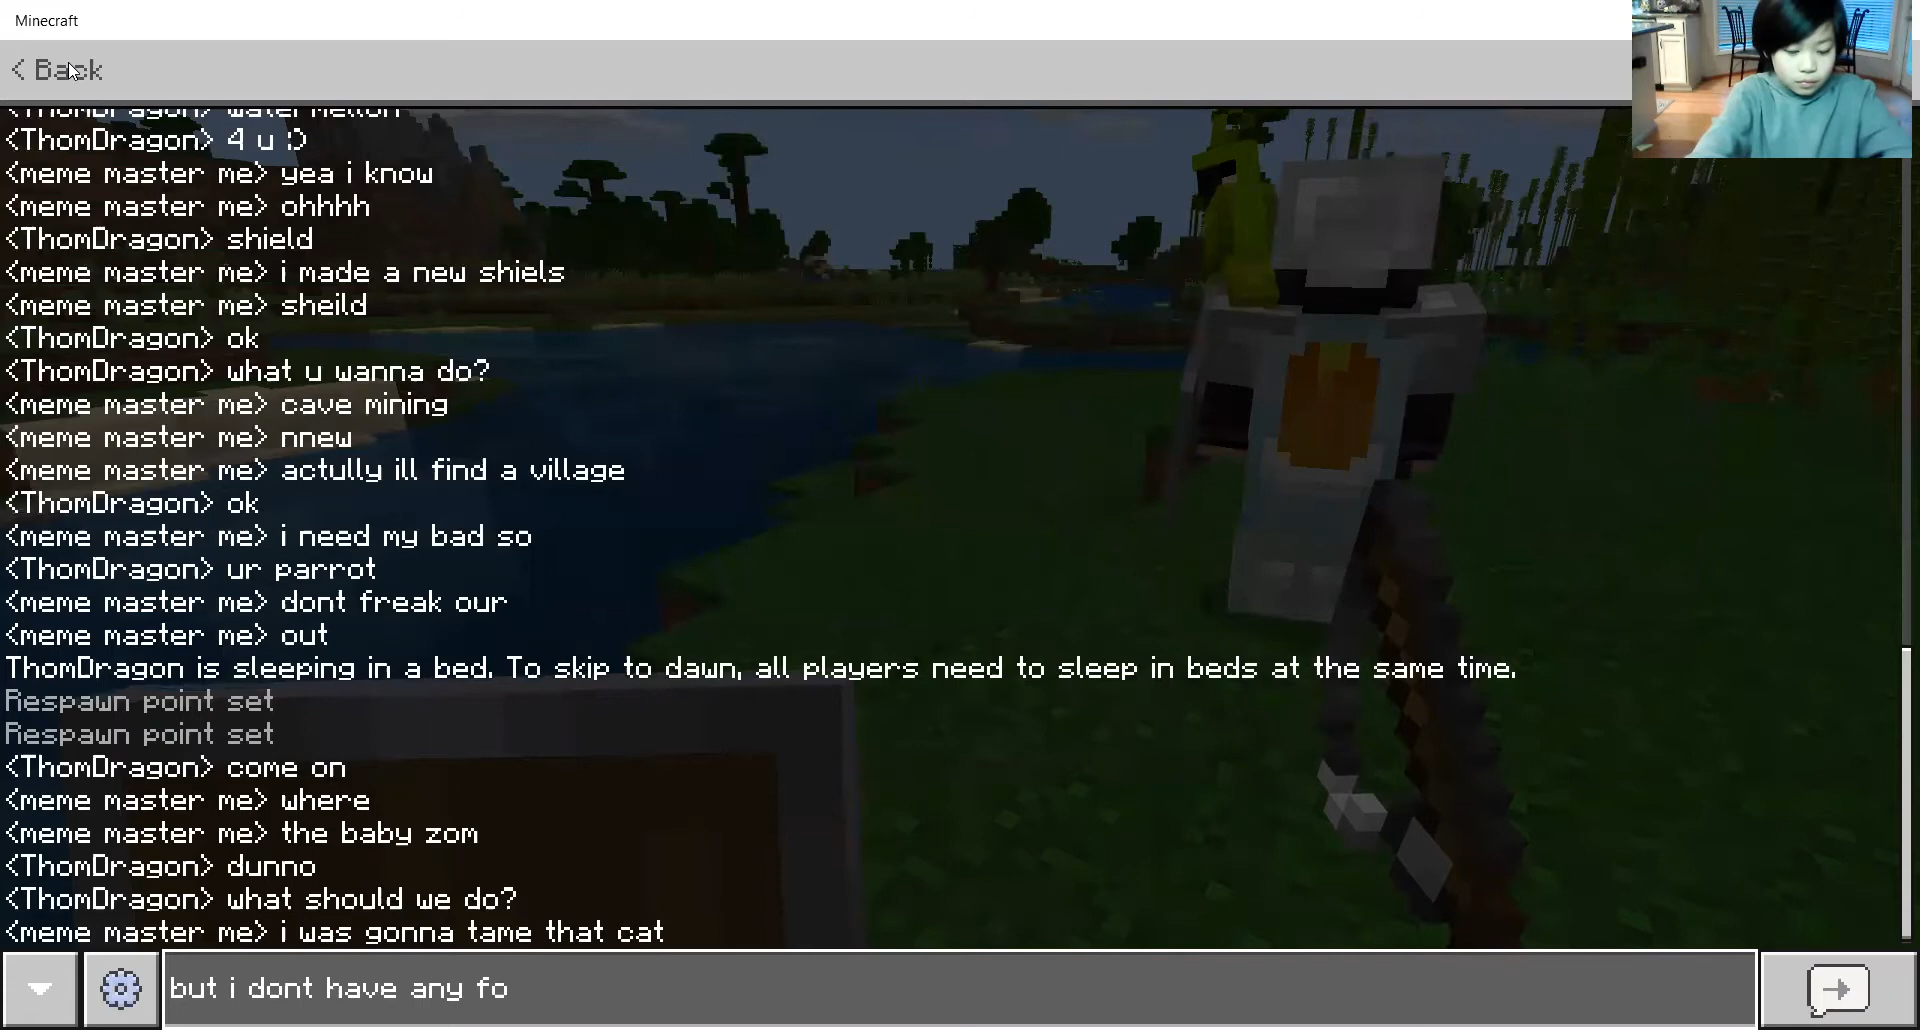 Minecraft
< Back
<ThomDragon> water mellon
<ThomDragon> 4 u :)
<meme master me> yea i know
<meme master me> ohhhh
<ThomDragon> shield
<meme master me> i made a new shiels
<meme master me> sheild
<ThomDragon> ok
<ThomDragon> what u wanna do?
<meme master me> cave mining
<meme master me> nnew
<meme master me> actully ill find a village
<ThomDragon> ok
<meme master me> i need my bad so
<ThomDragon> ur parrot
<meme master me> dont freak our
<meme master me> out
ThomDragon is sleeping in a bed. To skip to dawn, all players need to sleep in beds at the same time.
Respawn point set
Respawn point set
<ThomDragon> come on
<meme master me> where
<meme master me> the baby zom
<ThomDragon> dunno
<ThomDragon> what should we do?
<meme master me> i was gonna tame that cat
but i dont have any fo